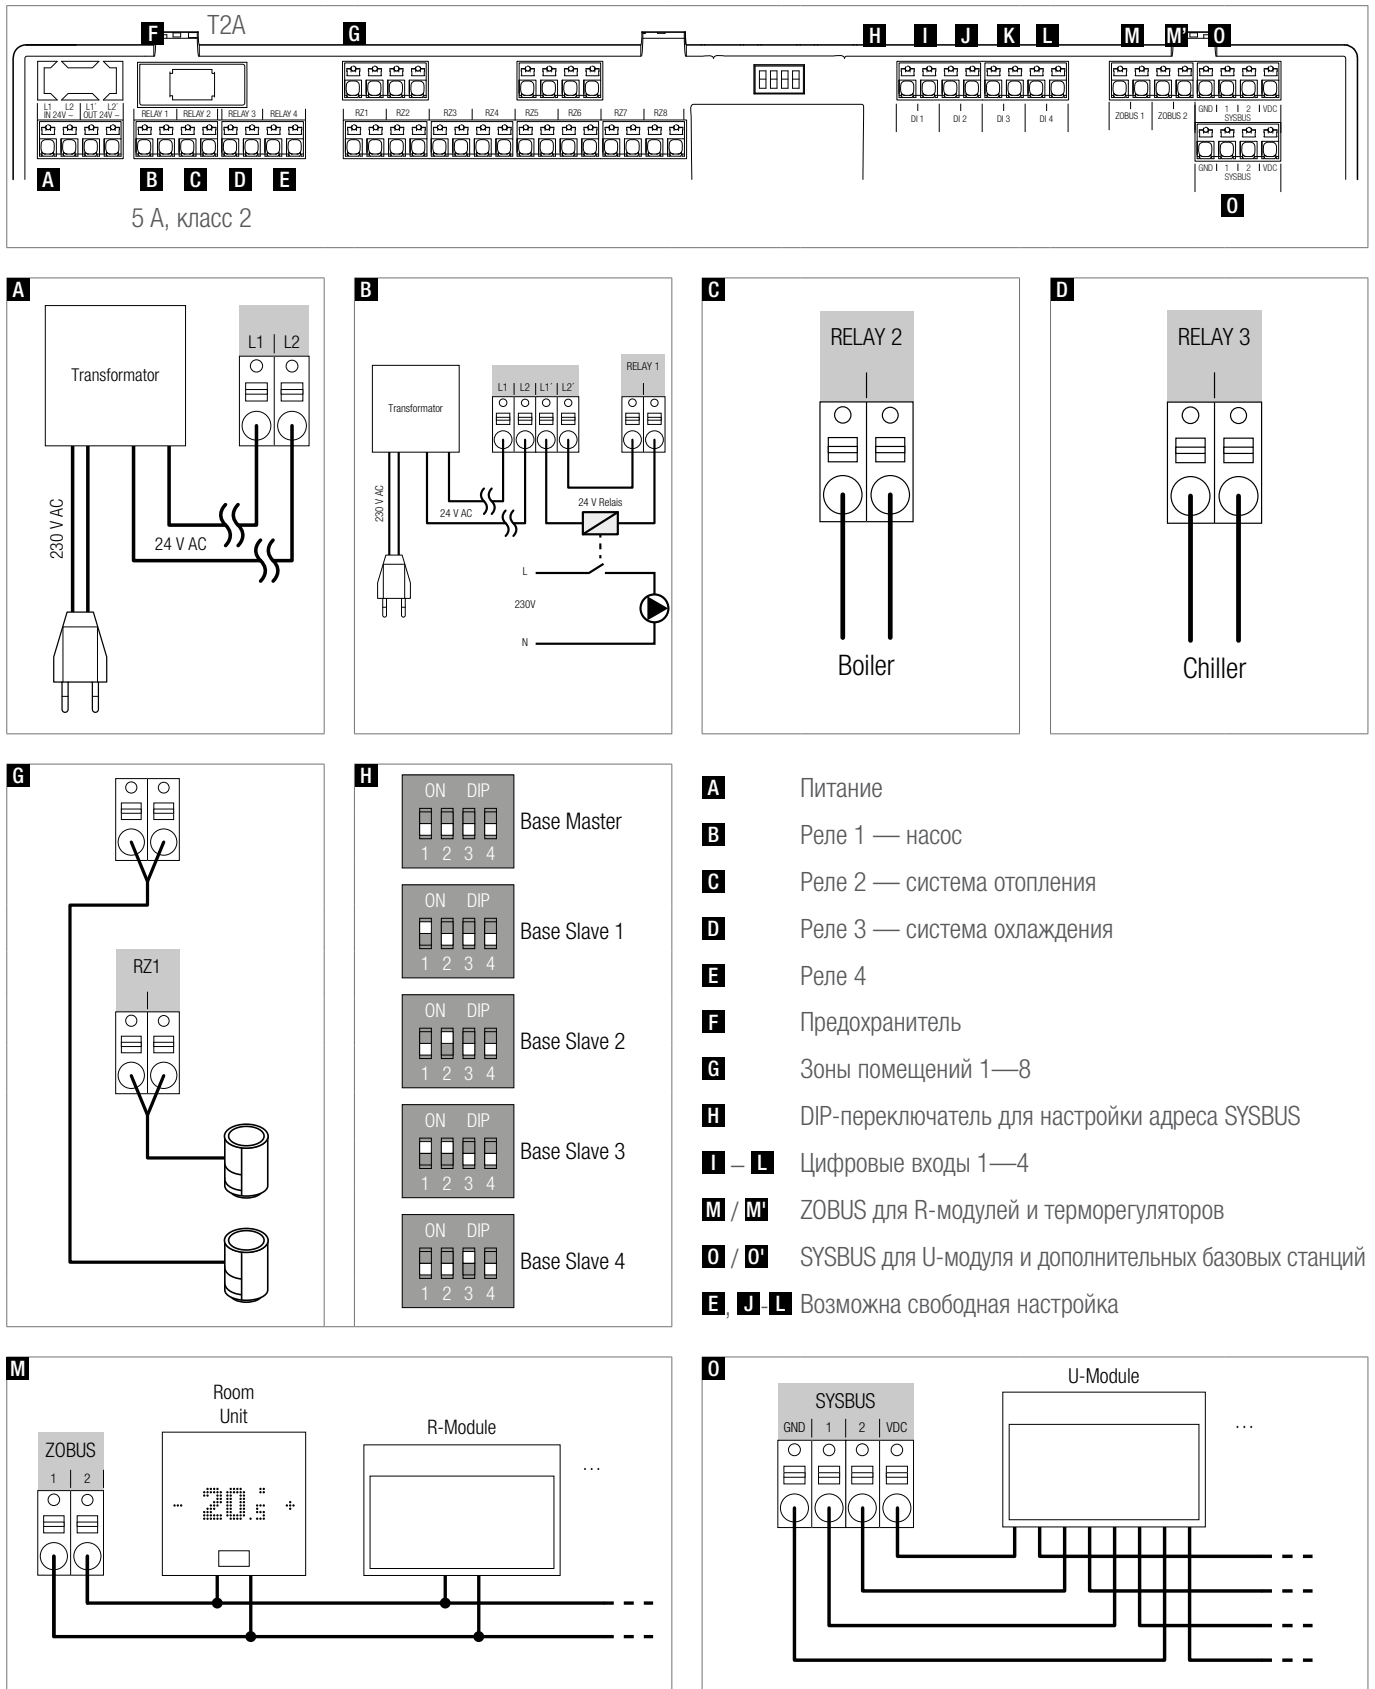 F T2A G H I J K L M M' O
L1 L2 L1´ L2´
IN 24V ~ OUT 24V ~
RELAY 1 RELAY 2 RELAY 3 RELAY 4
RZ1 RZ2 RZ3 RZ4 RZ5 RZ6 RZ7 RZ8
DI 1 DI 2 DI 3 DI 4
ZOBUS 1 ZOBUS 2
GND 1 2 VDC
SYSBUS
GND 1 2 VDC
SYSBUS
A B C D E O
5 А, класс 2
A
Transformator
L1 | L2
230 V AC
24 V AC
B
Transformator
L1 | L2 | L1´ | L2´
RELAY 1
230 V AC
24 V AC
24 V Relais
L
230V
N
C
RELAY 2
Boiler
D
RELAY 3
Chiller
G
RZ1
H
ON DIP
1 2 3 4
Base Master
ON DIP
1 2 3 4
Base Slave 1
ON DIP
1 2 3 4
Base Slave 2
ON DIP
1 2 3 4
Base Slave 3
ON DIP
1 2 3 4
Base Slave 4
A Питание
B Реле 1 — насос
C Реле 2 — система отопления
D Реле 3 — система охлаждения
E Реле 4
F Предохранитель
G Зоны помещений 1—8
H DIP-переключатель для настройки адреса SYSBUS
I – L Цифровые входы 1—4
M / M' ZOBUS для R-модулей и терморегуляторов
O / O' SYSBUS для U-модуля и дополнительных базовых станций
E, J-L Возможна свободная настройка
M
ZOBUS
1 | 2
Room
Unit
- 20.5 +
R-Module
...
O
SYSBUS
GND | 1 | 2 | VDC
U-Module
...